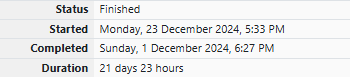 Status Finished
Started Monday, 23 December 2024, 5:33 PM
Completed Sunday, 1 December 2024, 6:27 PM
Duration 21 days 23 hours